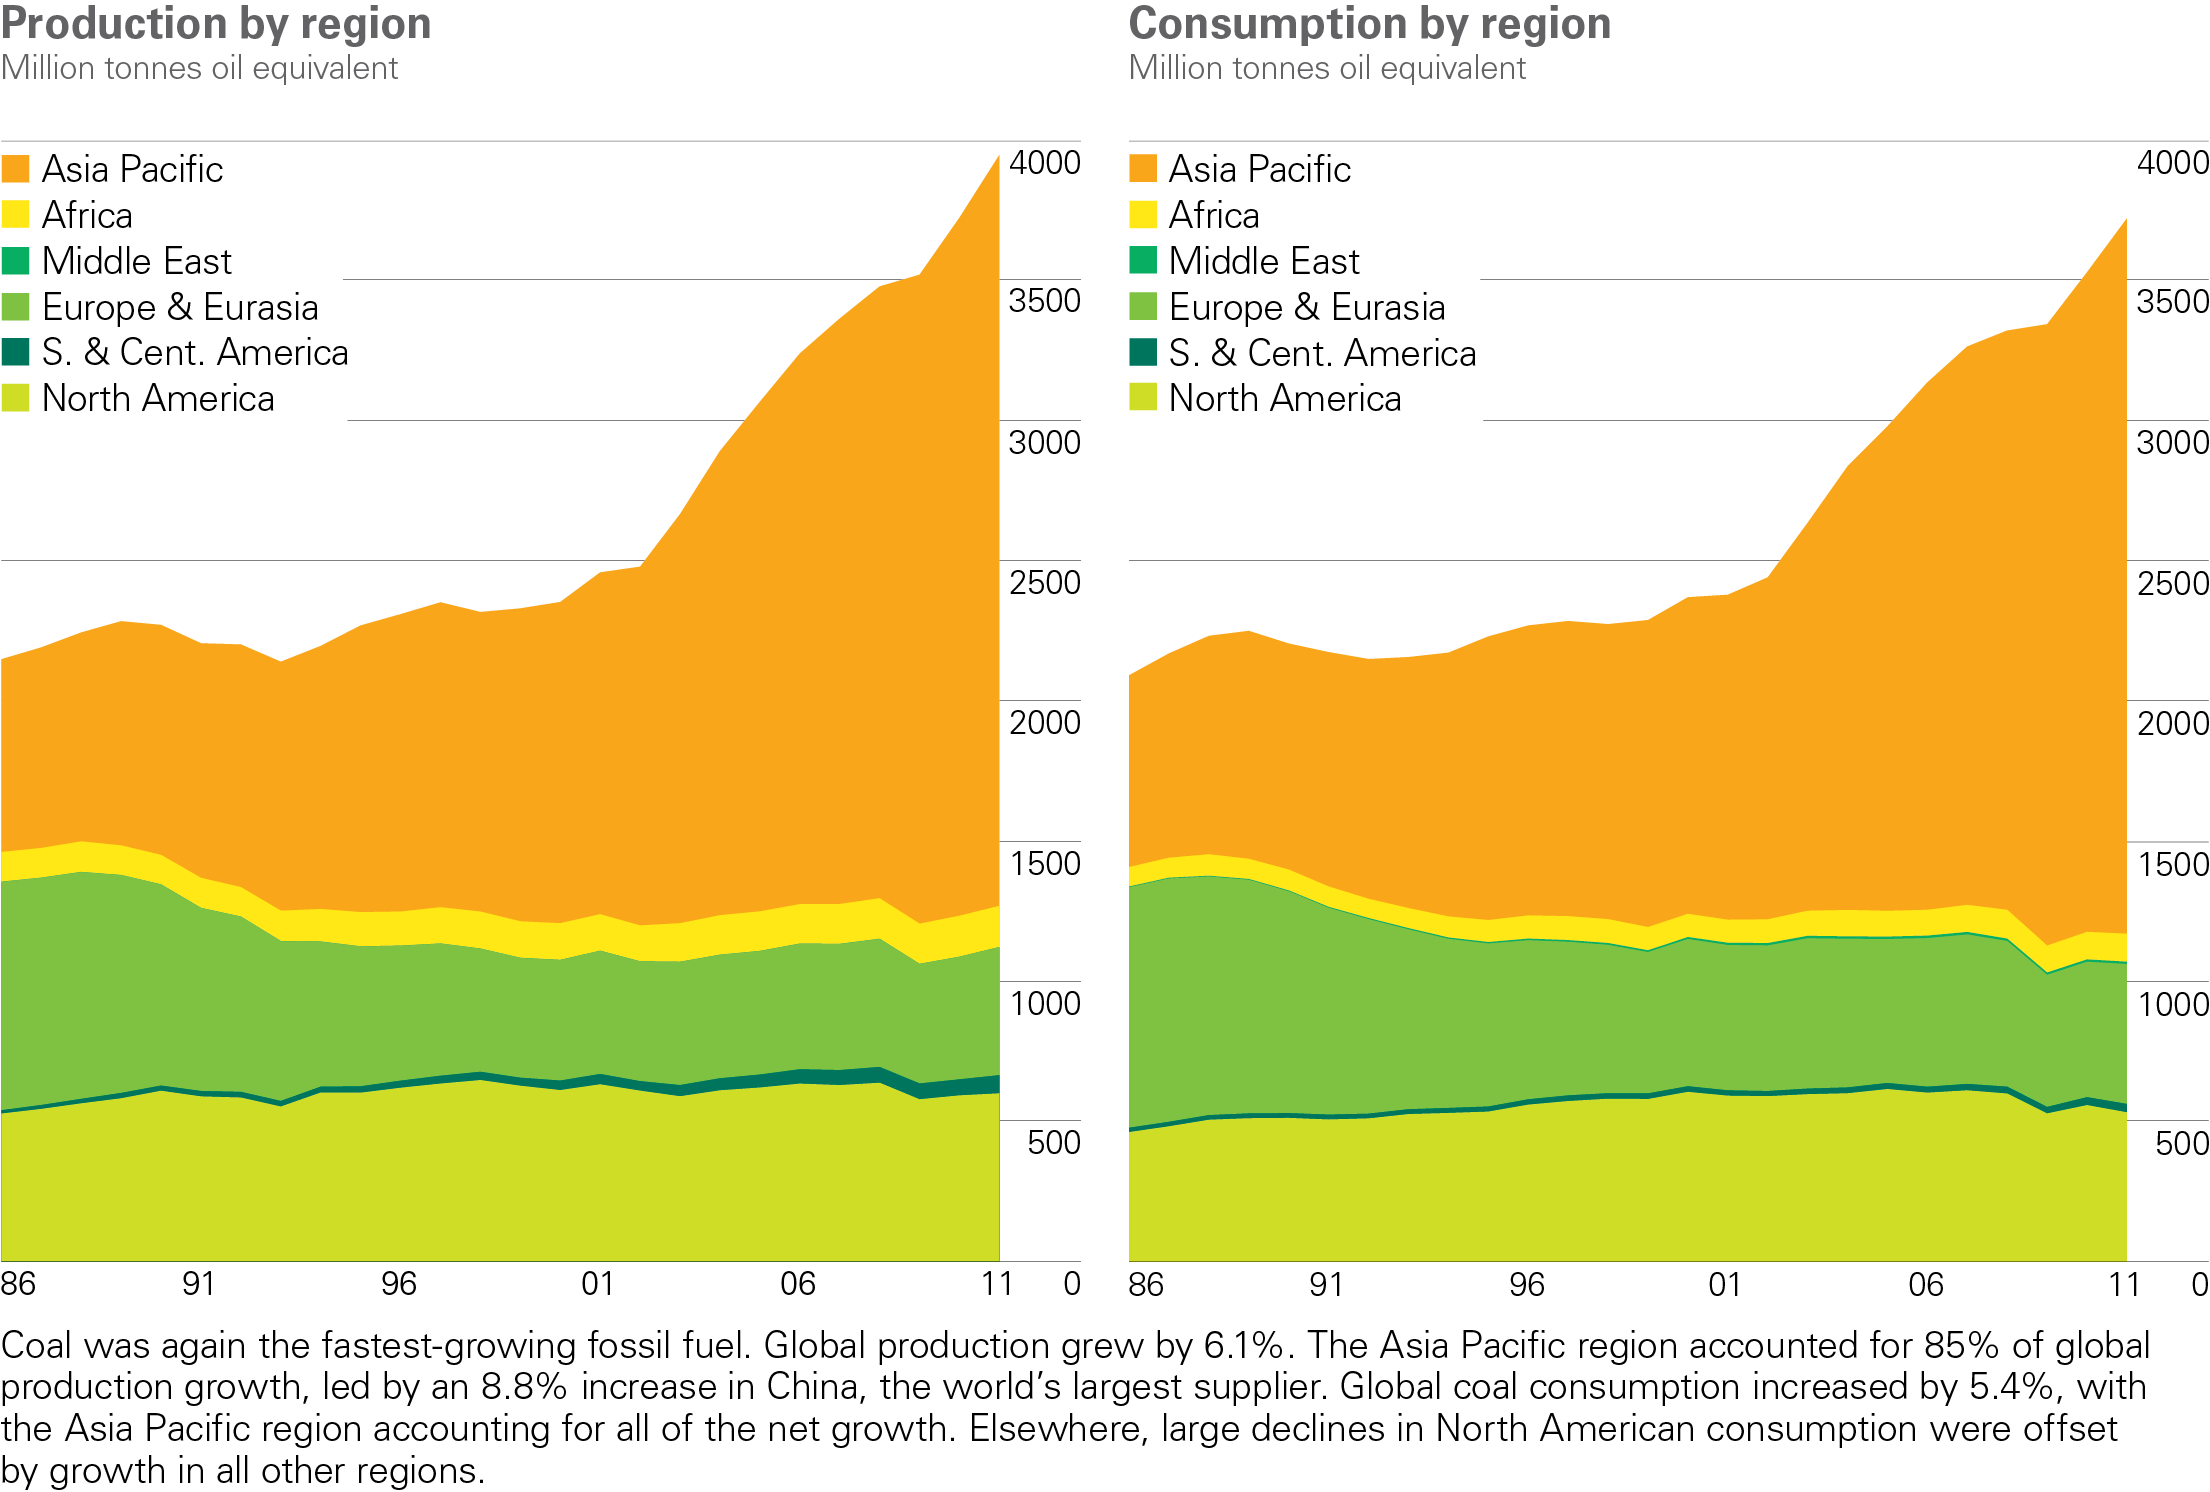 Production by region
Million tonnes oil equivalent
4000
Asia Pacific
Africa
Middle East
Europe & Eurasia
S. & Cent. America
North America
3500
3000
2500
2000
1500
1000
500
0
86
91
96
01
06
11
Consumption by region
Million tonnes oil equivalent
4000
Asia Pacific
Africa
Middle East
Europe & Eurasia
S. & Cent. America
North America
3500
3000
2500
2000
1500
1000
500
0
86
91
96
01
06
11
Coal was again the fastest-growing fossil fuel. Global production grew by 6.1%. The Asia Pacific region accounted for 85% of global
production growth, led by an 8.8% increase in China, the world’s largest supplier. Global coal consumption increased by 5.4%, with
the Asia Pacific region accounting for all of the net growth. Elsewhere, large declines in North American consumption were offset
by growth in all other regions.